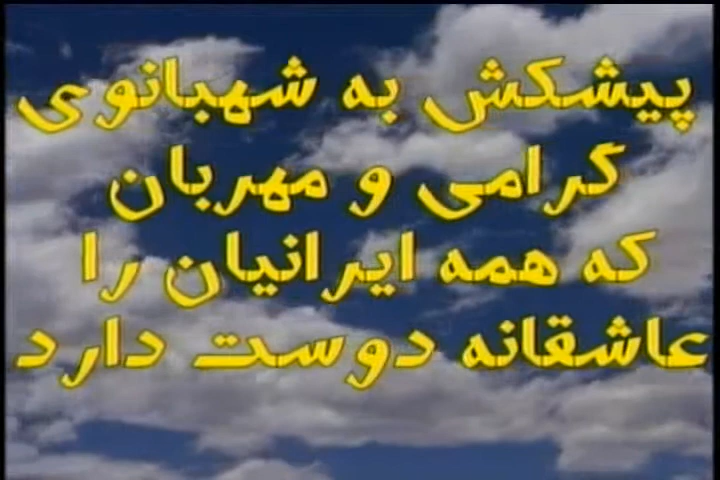 پیشکش به شهبانوی
گرامی و مهربان
که همه ایرانیان را
عاشقانه دوست دارد